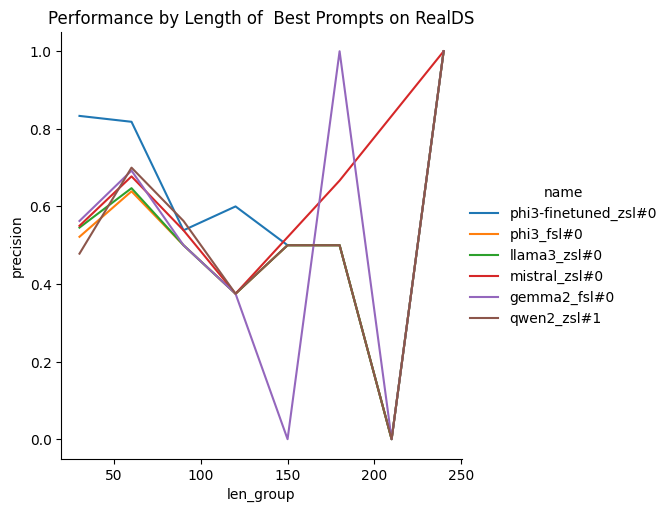 Performance by Length of  Best Prompts on RealDS
1.0
0.8
0.6
0.4
0.2
0.0
precision
50
100
150
200
250
len_group
name
phi3-finetuned_zsl#0
phi3_fsl#0
llama3_zsl#0
mistral_zsl#0
gemma2_fsl#0
qwen2_zsl#1